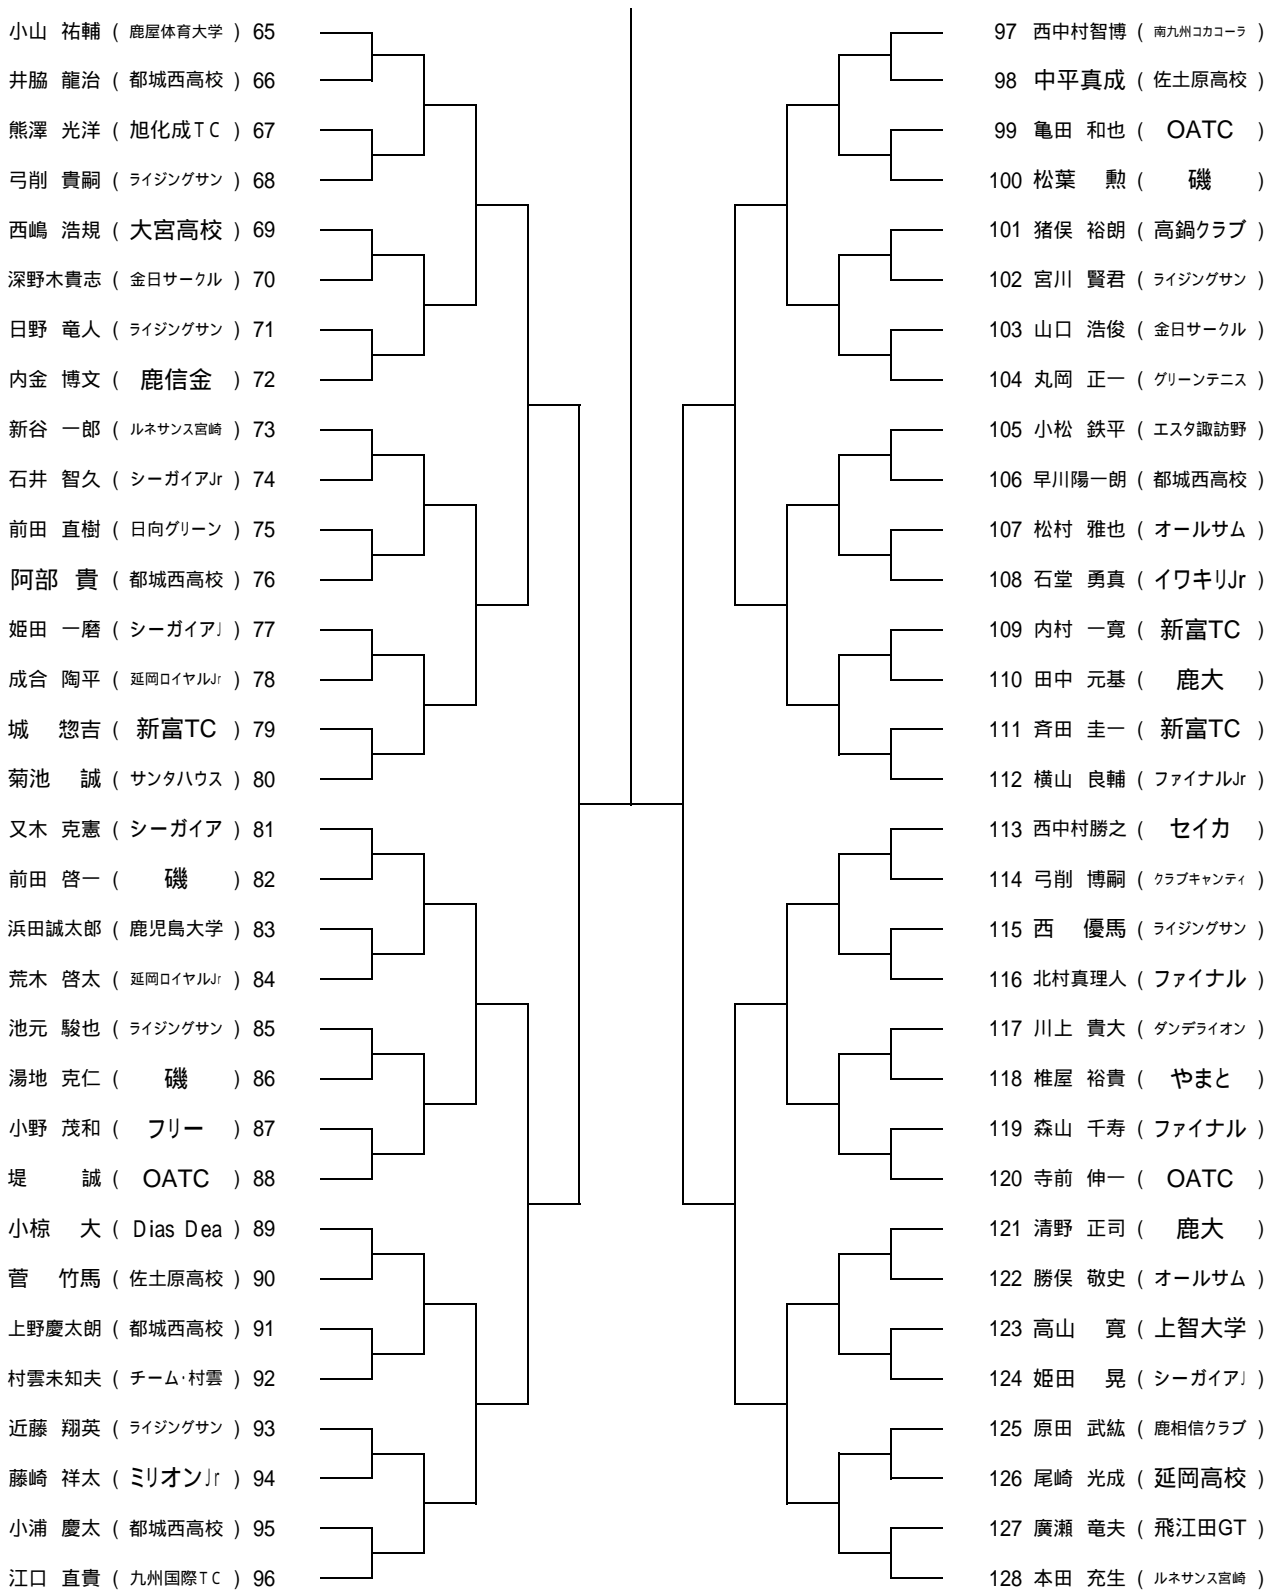 小山 祐輔 ( 鹿屋体育大学 ) 65
井脇 龍治 ( 都城西高校 ) 66
熊澤 光洋 ( 旭化成TC ) 67
弓削 貴嗣 ( ライジングサン ) 68
西嶋 浩規 ( 大宮高校 ) 69
深野木貴志 ( 金日サークル ) 70
日野 竜人 ( ライジングサン ) 71
内金 博文 ( 鹿信金 ) 72
新谷 一郎 ( ルネサンス宮崎 ) 73
石井 智久 ( シーガイアJr ) 74
前田 直樹 ( 日向グリーン ) 75
阿部 貴 ( 都城西高校 ) 76
姫田 一磨 ( シーガイアJ ) 77
成合 陶平 ( 延岡ロイヤルJr ) 78
城 惣吉 ( 新富TC ) 79
菊池 誠 ( サンタハウス ) 80
又木 克憲 ( シーガイア ) 81
前田 啓一 ( 磯 ) 82
浜田誠太郎 ( 鹿児島大学 ) 83
荒木 啓太 ( 延岡ロイヤルJr ) 84
池元 駿也 ( ライジングサン ) 85
湯地 克仁 ( 磯 ) 86
小野 茂和 ( フリー ) 87
堤 誠 ( OATC ) 88
小椋 大 ( Dias Dea ) 89
菅 竹馬 ( 佐土原高校 ) 90
上野慶太朗 ( 都城西高校 ) 91
村雲未知夫 ( チーム・村雲 ) 92
近藤 翔英 ( ライジングサン ) 93
藤崎 祥太 ( ミリオンJr ) 94
小浦 慶太 ( 都城西高校 ) 95
江口 直貴 ( 九州国際TC ) 96
97 西中村智博 ( 南九州コカコーラ )
98 中平真成 ( 佐土原高校 )
99 亀田 和也 ( OATC )
100 松葉 勲 ( 磯 )
101 猪俣 裕朗 ( 高鍋クラブ )
102 宮川 賢君 ( ライジングサン )
103 山口 浩俊 ( 金日サークル )
104 丸岡 正一 ( グリーンテニス )
105 小松 鉄平 ( エスタ諏訪野 )
106 早川陽一朗 ( 都城西高校 )
107 松村 雅也 ( オールサム )
108 石堂 勇真 ( イワキリJr )
109 内村 一寛 ( 新富TC )
110 田中 元基 ( 鹿大 )
111 斉田 圭一 ( 新富TC )
112 横山 良輔 ( ファイナルJr )
113 西中村勝之 ( セイカ )
114 弓削 博嗣 ( クラブキャンティ )
115 西 優馬 ( ライジングサン )
116 北村真理人 ( ファイナル )
117 川上 貴大 ( ダンデライオン )
118 椎屋 裕貴 ( やまと )
119 森山 千寿 ( ファイナル )
120 寺前 伸一 ( OATC )
121 清野 正司 ( 鹿大 )
122 勝俣 敬史 ( オールサム )
123 高山 寛 ( 上智大学 )
124 姫田 晃 ( シーガイアJ )
125 原田 武紘 ( 鹿相信クラブ )
126 尾崎 光成 ( 延岡高校 )
127 廣瀬 竜夫 ( 飛江田GT )
128 本田 充生 ( ルネサンス宮崎 )